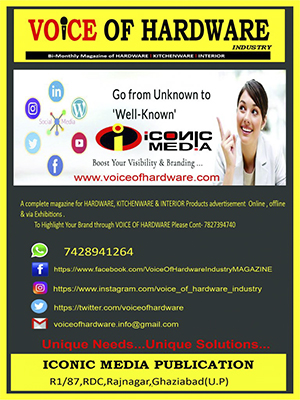 VOiCE OF HARDWARE
INDUSTRY
Bi-Monthly Magazine of HARDWARE | KITCHENWARE | INTERIOR
Social Media
Go from Unknown to
'Well-Known'
iCONiC
MEDiA
Boost Your Visibility & Branding ...
www.voiceofhardware.com
A complete magazine for HARDWARE, KITCHENWARE & INTERIOR Products advertisement Online , offline
& via Exhibitions .
To Highlight Your Brand through VOICE OF HARDWARE Please Cont- 7827394740
7428941264
https://www.facebook.com/VoiceOfHardwareIndustryMAGAZINE
https://www.instagram.com/voice_of_hardware_industry
https://twitter.com/voiceofhardware
voiceofhardware.info@gmail.com
Unique Needs...Unique Solutions...
ICONIC MEDIA PUBLICATION
R1/87,RDC,Rajnagar,Ghaziabad(U.P)